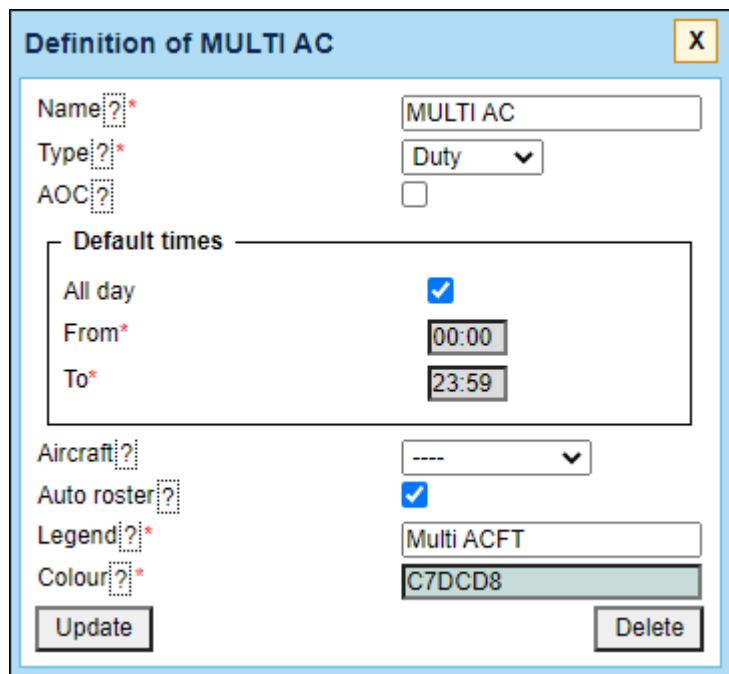 Definition of MULTI AC X
Name?* MULTI AC
Type?* Duty
AOC?
Default times
All day
From* 00:00
To* 23:59
Aircraft? ----
Auto roster?
Legend?* Multi ACFT
Colour?* C7DCD8
Update Delete